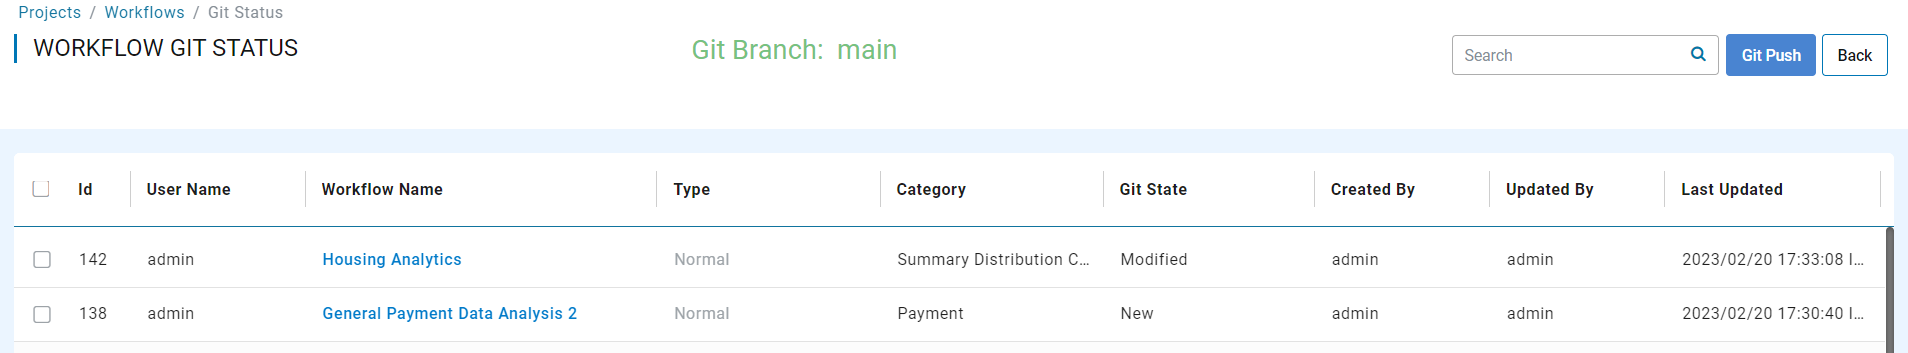 Projects / Workflows / Git Status
WORKFLOW GIT STATUS
Git Branch: main
Search
Git Push
Back
Id User Name Workflow Name Type Category Git State Created By Updated By Last Updated
142 admin Housing Analytics Normal Summary Distribution C... Modified admin admin 2023/02/20 17:33:08 I...
138 admin General Payment Data Analysis 2 Normal Payment New admin admin 2023/02/20 17:30:40 I...